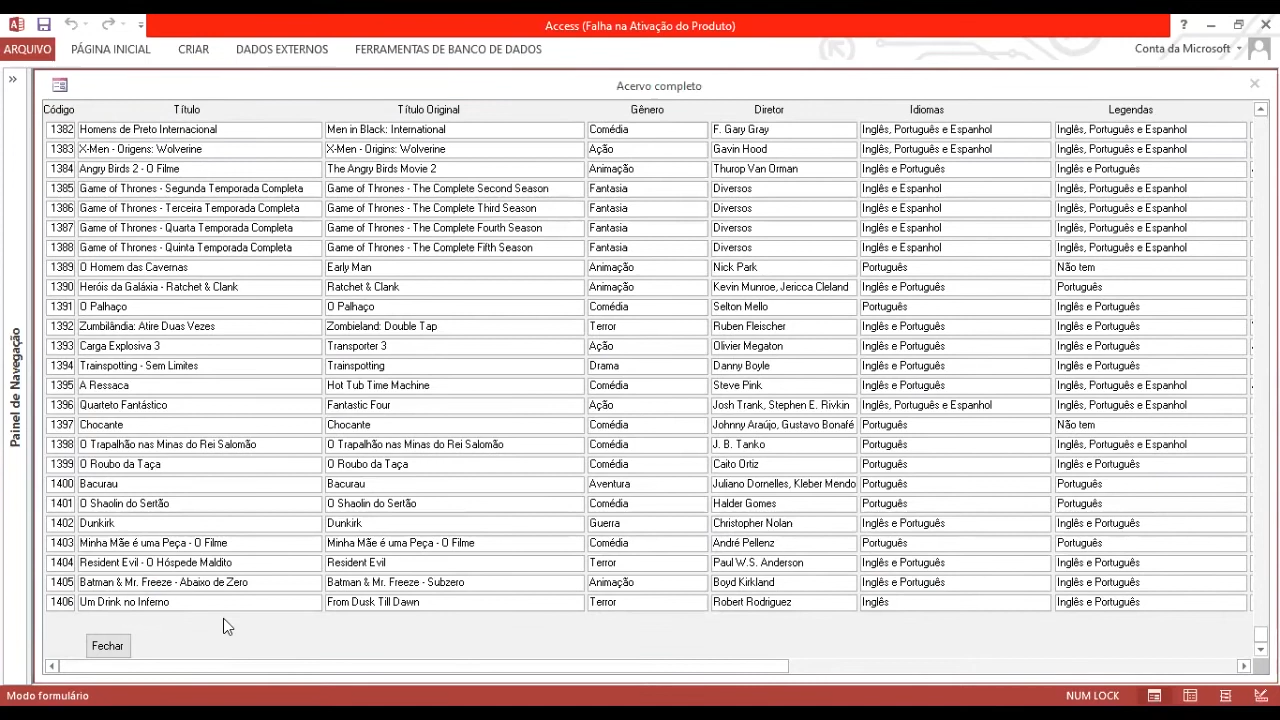 Access (Falha na Ativação do Produto)
ARQUIVO PÁGINA INICIAL CRIAR DADOS EXTERNOS FERRAMENTAS DE BANCO DE DADOS Conta da Microsoft
Acervo completo
Código Título Título Original Gênero Diretor Idiomas Legendas
1382 Homens de Preto Internacional Men in Black: International Comédia F. Gary Gray Inglês, Português e Espanhol Inglês, Português e Espanhol
1383 X-Men - Origens: Wolverine X-Men - Origins: Wolverine Ação Gavin Hood Inglês, Português e Espanhol Inglês, Português e Espanhol
1384 Angry Birds 2 - O Filme The Angry Birds Movie 2 Animação Thurop Van Orman Inglês e Português Inglês e Português
1385 Game of Thrones - Segunda Temporada Completa Game of Thrones - The Complete Second Season Fantasia Diversos Inglês e Espanhol Inglês, Português e Espanhol
1386 Game of Thrones - Terceira Temporada Completa Game of Thrones - The Complete Third Season Fantasia Diversos Inglês e Espanhol Inglês, Português e Espanhol
1387 Game of Thrones - Quarta Temporada Completa Game of Thrones - The Complete Fourth Season Fantasia Diversos Inglês e Espanhol Inglês, Português e Espanhol
1388 Game of Thrones - Quinta Temporada Completa Game of Thrones - The Complete Fifth Season Fantasia Diversos Inglês e Espanhol Inglês, Português e Espanhol
1389 O Homem das Cavernas Early Man Animação Nick Park Português Não tem
1390 Heróis da Galáxia - Ratchet & Clank Ratchet & Clank Animação Kevin Munroe, Jericca Cleland Inglês e Português Português
1391 O Palhaço O Palhaço Comédia Selton Mello Português Inglês e Português
1392 Zumbilândia: Atire Duas Vezes Zombieland: Double Tap Terror Ruben Fleischer Inglês e Português Inglês e Português
1393 Carga Explosiva 3 Transporter 3 Ação Olivier Megaton Inglês e Português Inglês e Português
1394 Trainspotting - Sem Limites Trainspotting Drama Danny Boyle Inglês e Português Inglês e Português
1395 A Ressaca Hot Tub Time Machine Comédia Steve Pink Inglês e Português Inglês, Português e Espanhol
1396 Quarteto Fantástico Fantastic Four Ação Josh Trank, Stephen E. Rivkin Inglês, Português e Espanhol Inglês, Português e Espanhol
1397 Chocante Chocante Comédia Johnny Araújo, Gustavo Bonafé Português Não tem
1398 O Trapalhão nas Minas do Rei Salomão O Trapalhão nas Minas do Rei Salomão Comédia J. B. Tanko Português Inglês, Português e Espanhol
1399 O Roubo da Taça O Roubo da Taça Comédia Caito Ortiz Português Inglês e Português
1400 Bacurau Bacurau Aventura Juliano Dornelles, Kleber Mendo Português Português
1401 O Shaolin do Sertão O Shaolin do Sertão Comédia Halder Gomes Português Português
1402 Dunkirk Dunkirk Guerra Christopher Nolan Inglês e Português Inglês e Português
1403 Minha Mãe é uma Peça - O Filme Minha Mãe é uma Peça - O Filme Comédia André Pellenz Português Português
1404 Resident Evil - O Hóspede Maldito Resident Evil Terror Paul W.S. Anderson Inglês e Português Inglês e Português
1405 Batman & Mr. Freeze - Abaixo de Zero Batman & Mr. Freeze - Subzero Animação Boyd Kirkland Inglês e Português Inglês e Português
1406 Um Drink no Inferno From Dusk Till Dawn Terror Robert Rodriguez Inglês Inglês e Português
Painel de Navegação
Fechar
Modo formulário NUM LOCK